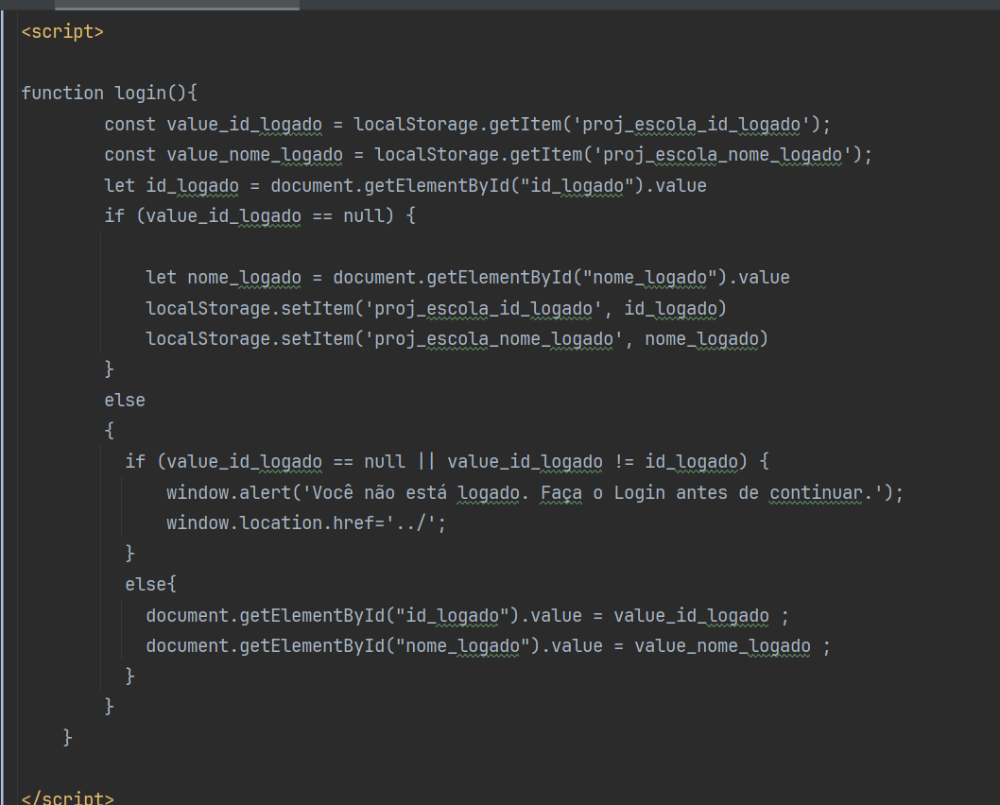 <script>
function login(){
const value_id_logado = localStorage.getItem('proj_escola_id_logado');
const value_nome_logado = localStorage.getItem('proj_escola_nome_logado');
let id_logado = document.getElementById("id_logado").value
if (value_id_logado == null) {
let nome_logado = document.getElementById("nome_logado").value
localStorage.setItem('proj_escola_id_logado', id_logado)
localStorage.setItem('proj_escola_nome_logado', nome_logado)
}
else
{
if (value_id_logado == null || value_id_logado != id_logado) {
window.alert('Você não está logado. Faça o Login antes de continuar.');
window.location.href='../';
}
else{
document.getElementById("id_logado").value = value_id_logado ;
document.getElementById("nome_logado").value = value_nome_logado ;
}
}
}
</script>